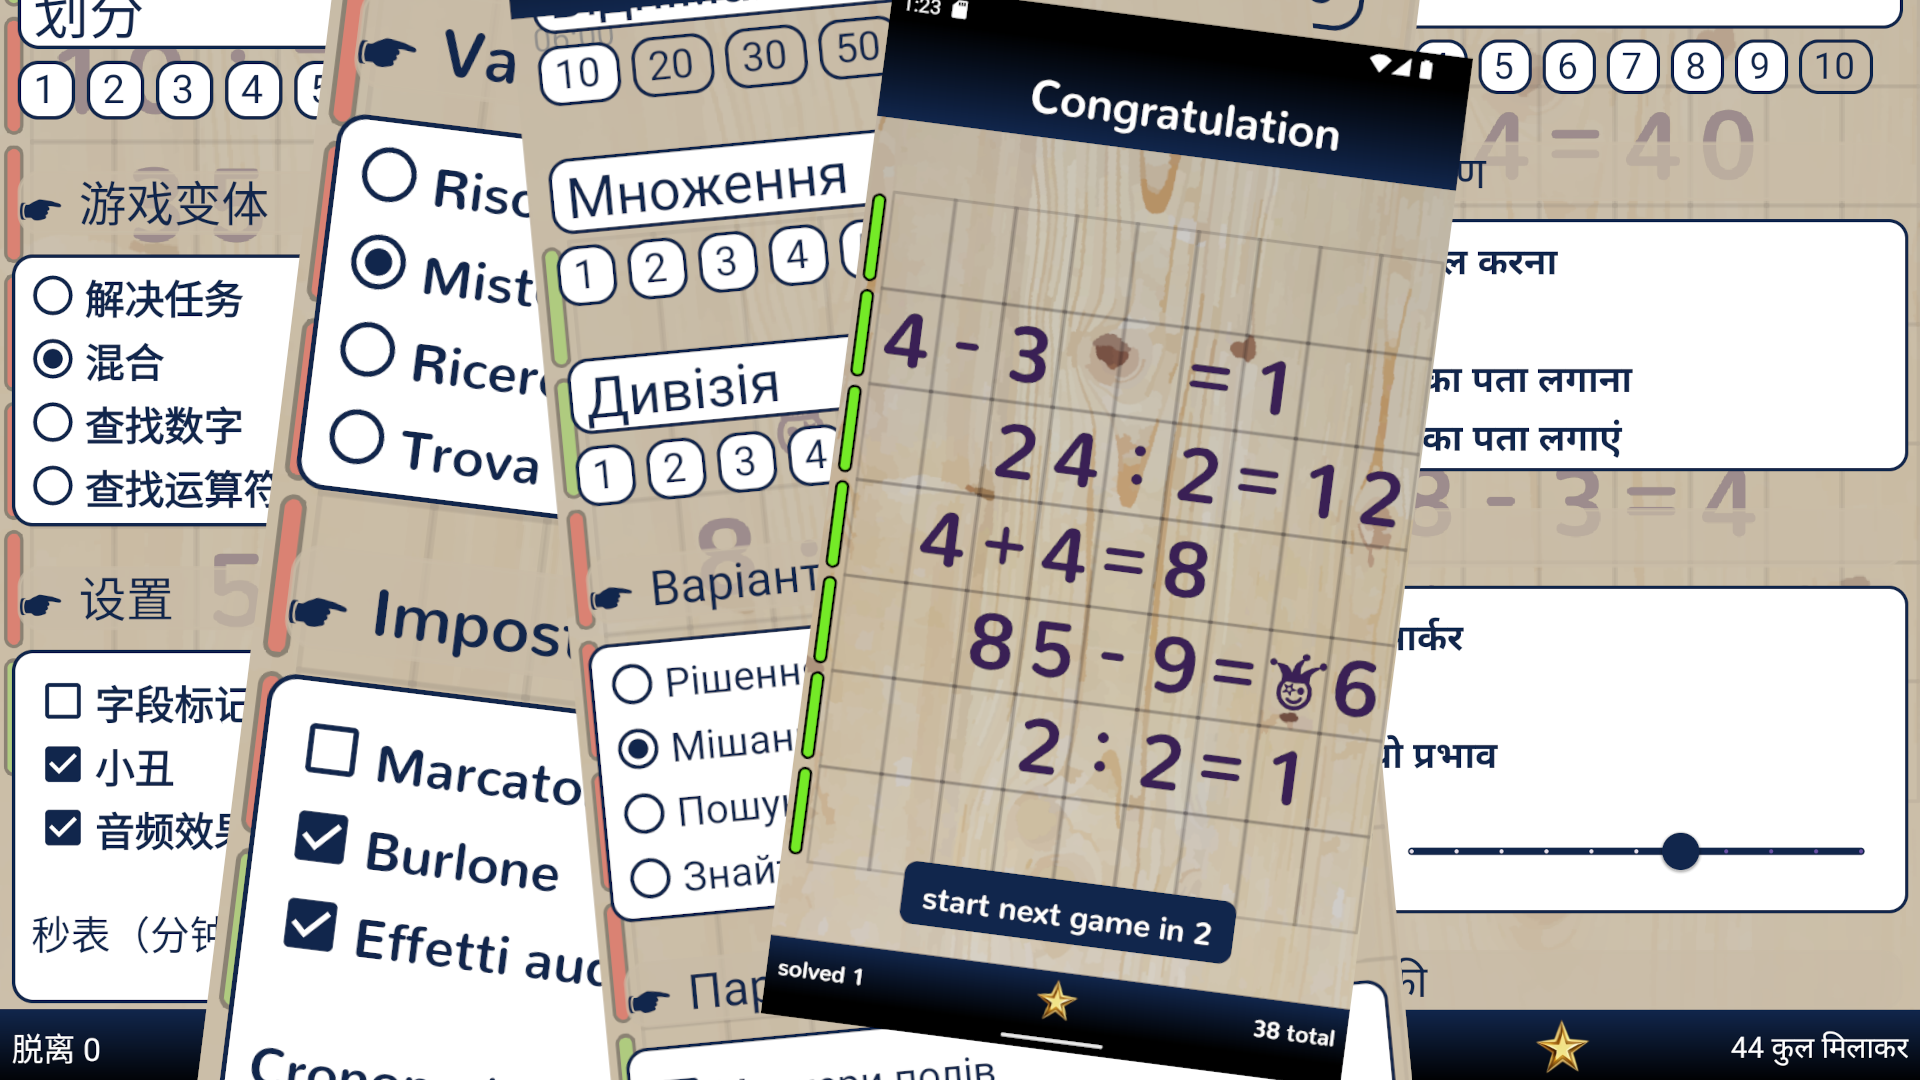 划分
1 2 3 4 5
游戏变体
解决任务
混合
查找数字
查找运算符
设置
字段标记
小丑
音频效果
秒表（分钟
脱离 0
Va
Mist
Trova
Impost
Marcato
Burlone
Effetti aud
06:00
10 20 30 50
Множення
1 2 3 4
Дивізія
1 2 3 4
Варіант
Рішенн
Мішан
Пошу
Знай
Пар
полів
1:23
Congratulation
4 - 3 = 1
24 : 2 = 12
4 + 4 = 8
85 - 9 = 6
2 : 2 = 1
start next game in 2
solved 1
38 total
5 6 7 8 9 10
4 = 40
ण
ल करना
का पता लगाना
का पता लगाएं
3 - 3 = 4
ार्कर
यो प्रभाव
की
44 कुल मिलाकर